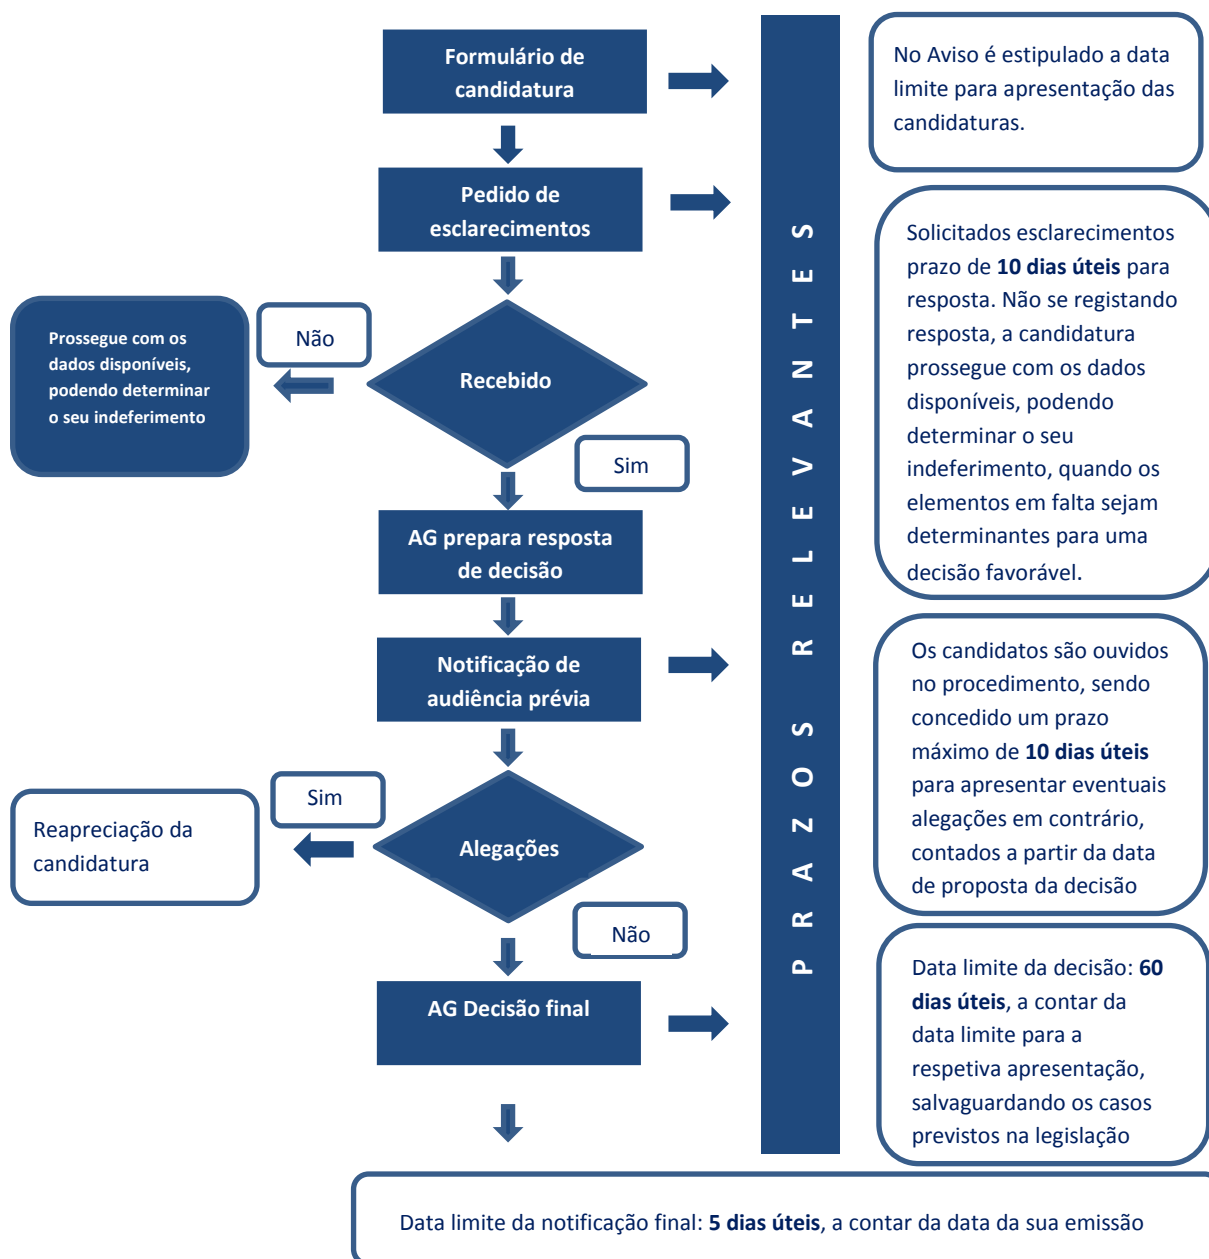 Formulário de
candidatura
No Aviso é estipulado a data
limite para apresentação das
candidaturas.
Pedido de
esclarecimentos
Solicitados esclarecimentos
prazo de 10 dias úteis para
resposta. Não se registando
resposta, a candidatura
prossegue com os dados
disponíveis, podendo
determinar o seu
indeferimento, quando os
elementos em falta sejam
determinantes para uma
decisão favorável.
PRAZOS RELEVANTES
Prossegue com os
dados disponíveis,
podendo determinar
o seu indeferimento
Não
Recebido
Sim
AG prepara resposta
de decisão
Notificação de
audiência prévia
Os candidatos são ouvidos
no procedimento, sendo
concedido um prazo
máximo de 10 dias úteis
para apresentar eventuais
alegações em contrário,
contados a partir da data
de proposta da decisão
Sim
Reapreciação da
candidatura
Alegações
Não
AG Decisão final
Data limite da decisão: 60
dias úteis, a contar da
data limite para a
respetiva apresentação,
salvaguardando os casos
previstos na legislação
Data limite da notificação final: 5 dias úteis, a contar da data da sua emissão